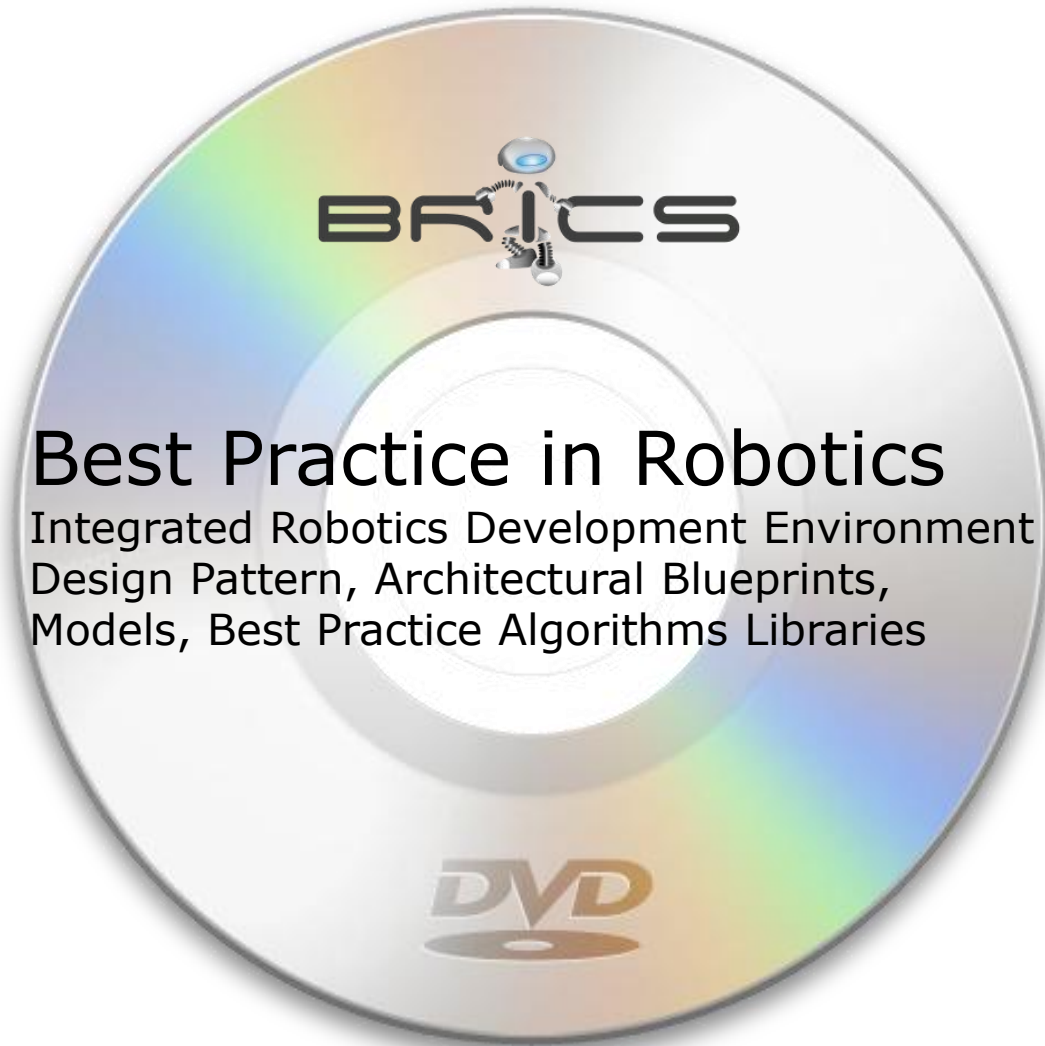 BRICS
Best Practice in Robotics
Integrated Robotics Development Environment
Design Pattern, Architectural Blueprints,
Models, Best Practice Algorithms Libraries
DVD